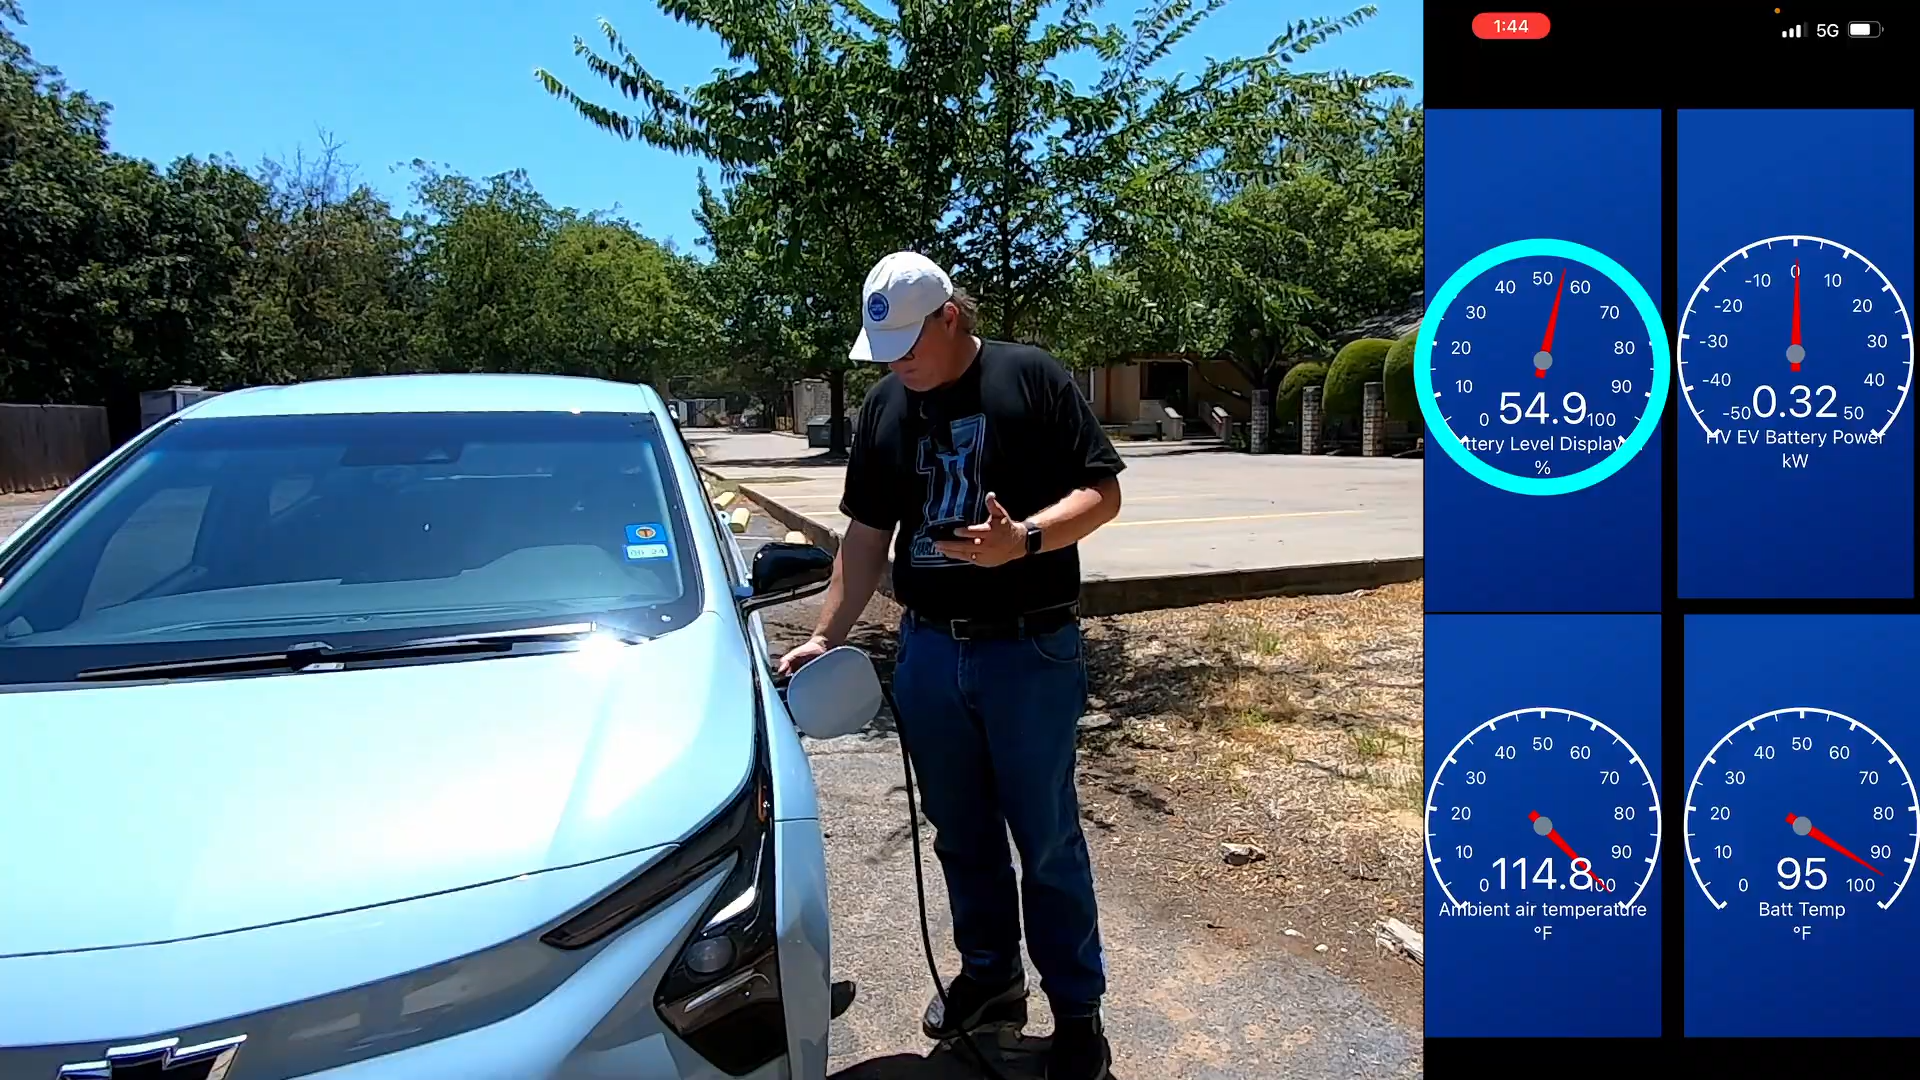 1:44
5G
0 10 20 30 40 50 60 70 80 90 100
54.9
ttery Level Display
%
-50 -40 -30 -20 -10 0 10 20 30 40 50
0.32
HV EV Battery Power
kW
0 10 20 30 40 50 60 70 80 90 100
114.8
Ambient air temperature
°F
0 10 20 30 40 50 60 70 80 90 100
95
Batt Temp
°F